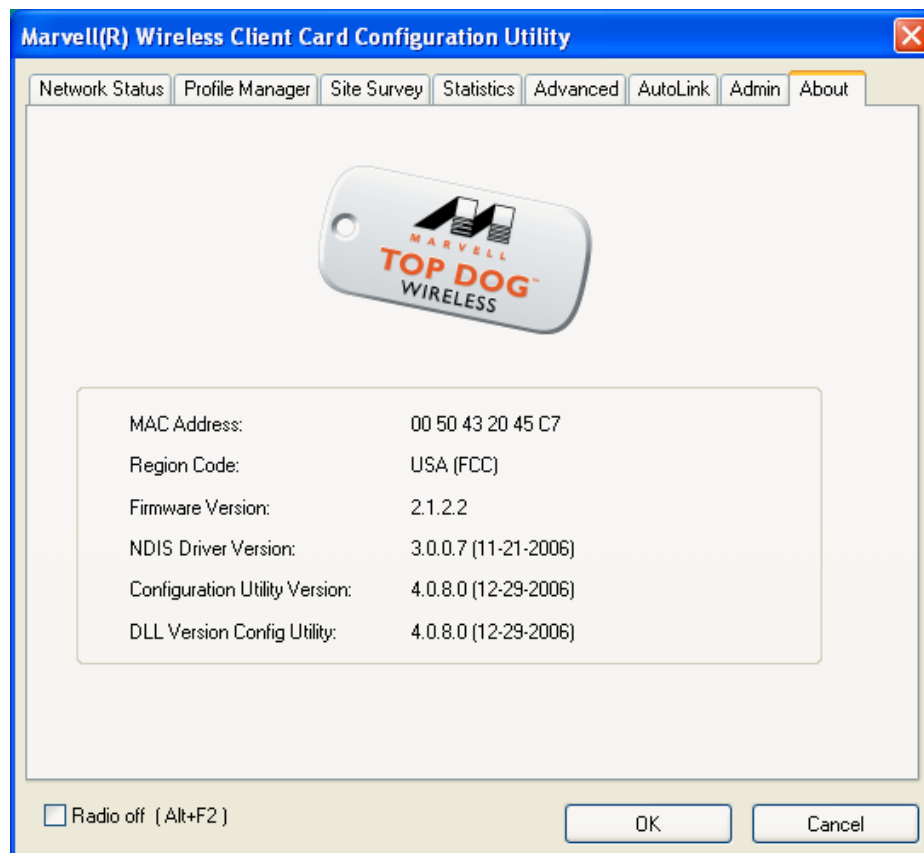 Marvell(R) Wireless Client Card Configuration Utility
Network Status Profile Manager Site Survey Statistics Advanced AutoLink Admin About
MARVELL
TOP DOG™
WIRELESS
MAC Address: 00 50 43 20 45 C7
Region Code: USA (FCC)
Firmware Version: 2.1.2.2
NDIS Driver Version: 3.0.0.7 (11-21-2006)
Configuration Utility Version: 4.0.8.0 (12-29-2006)
DLL Version Config Utility: 4.0.8.0 (12-29-2006)
Radio off ( Alt+F2 ) OK Cancel